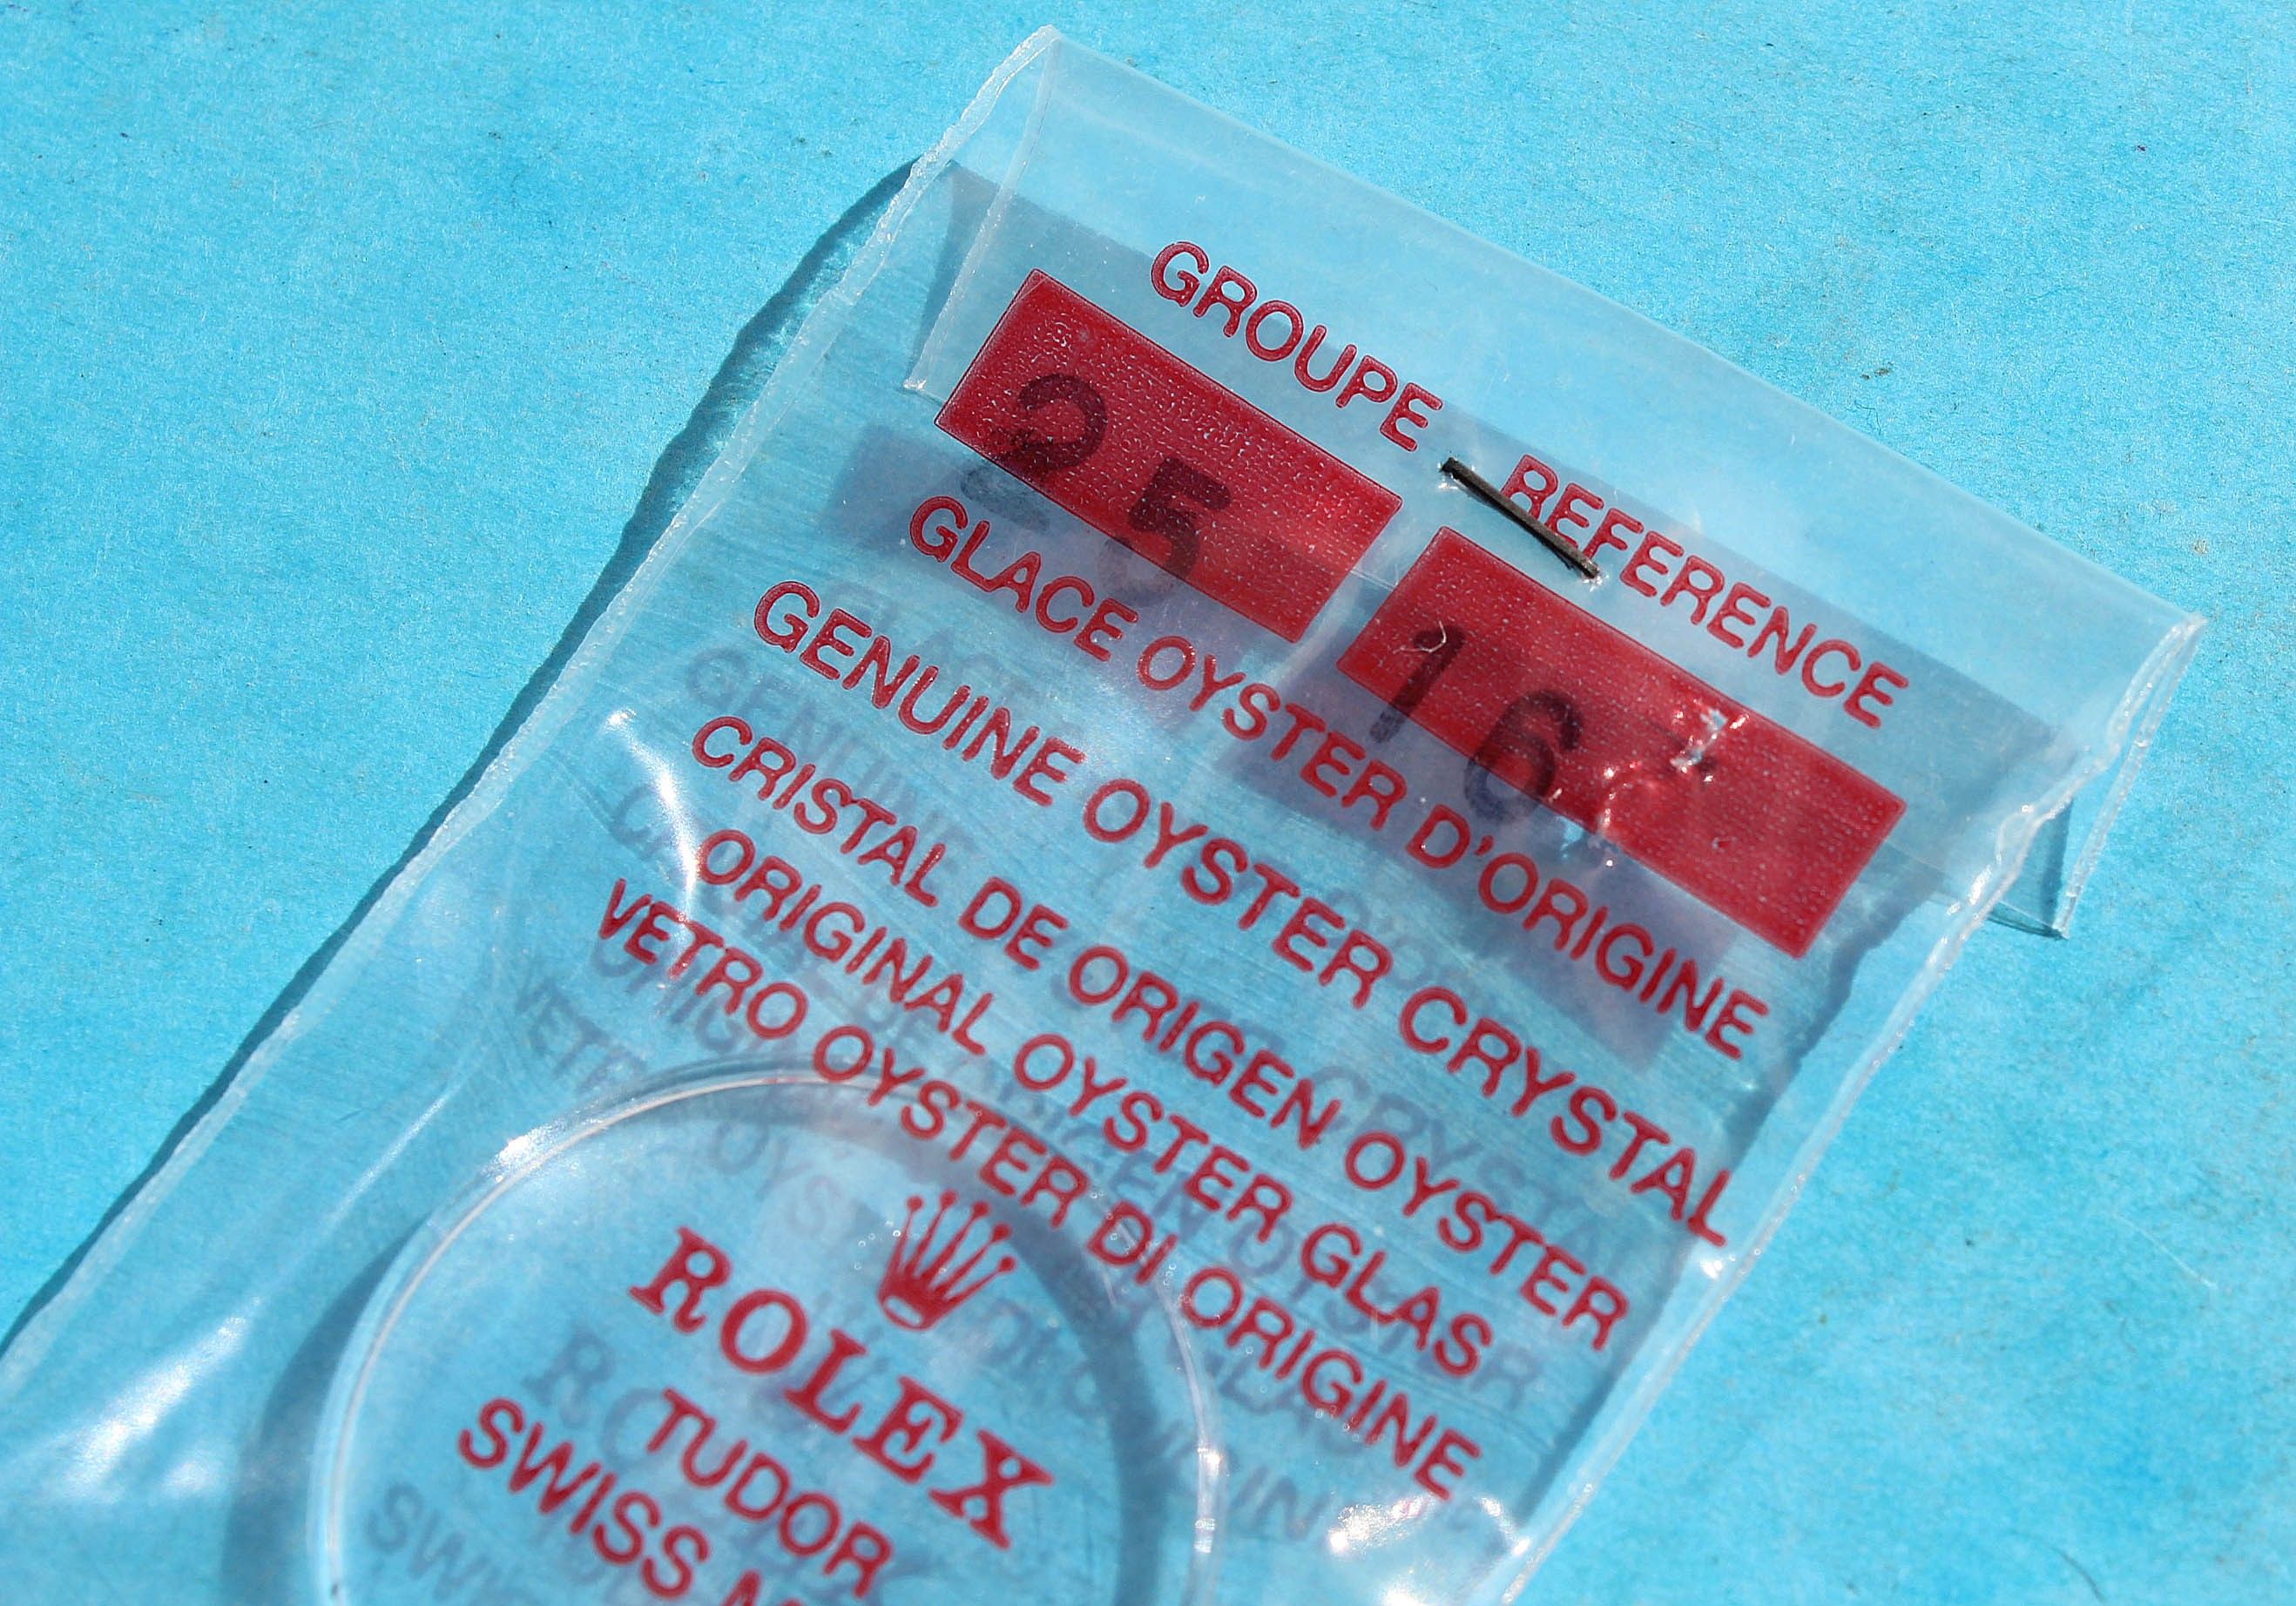 GROUPE REFERENCE
25 16
GLACE OYSTER D'ORIGINE
GENUINE OYSTER CRYSTAL
CRISTAL DE ORIGEN OYSTER
ORIGINAL OYSTER GLAS
VETRO OYSTER DI ORIGINE
ROLEX
TUDOR
SWISS